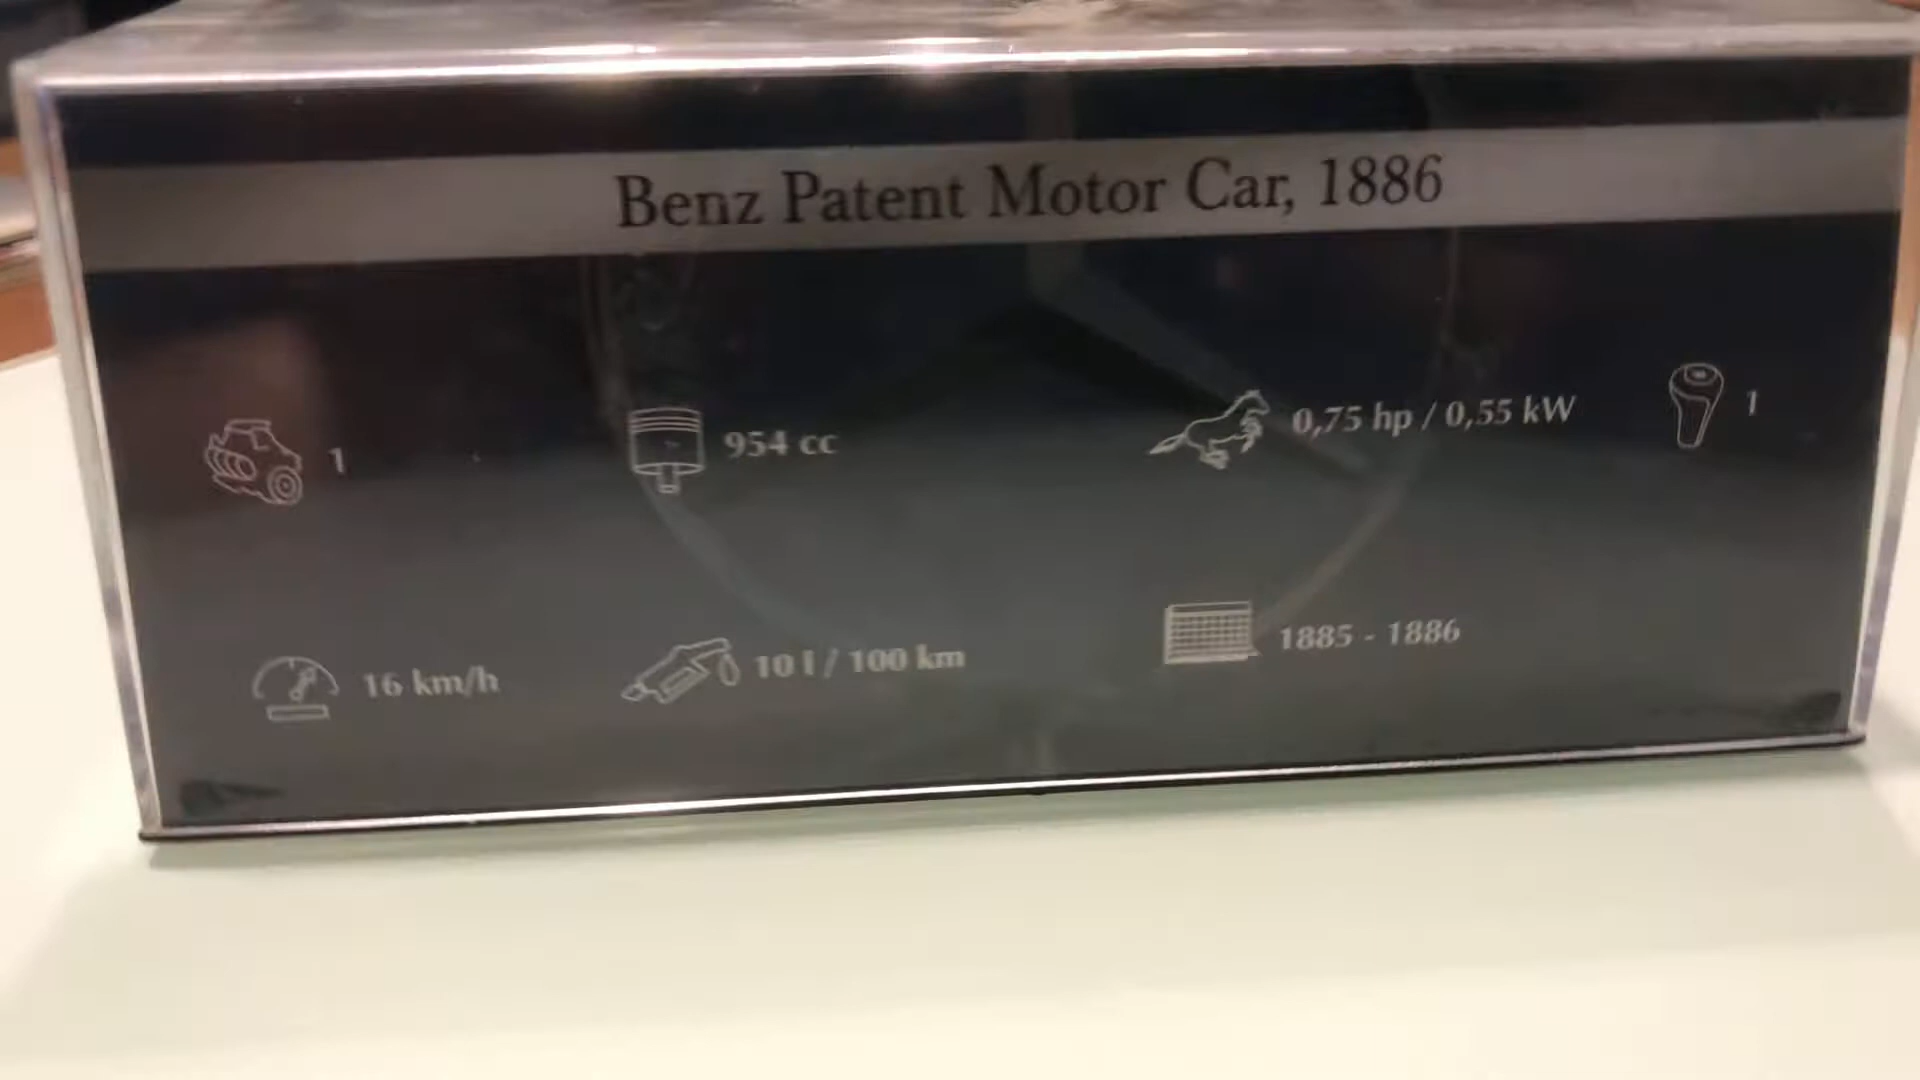 Benz Patent Motor Car, 1886
1
954 cc
0,75 hp / 0,55 kW
1
16 km/h
10 l / 100 km
1885 - 1886